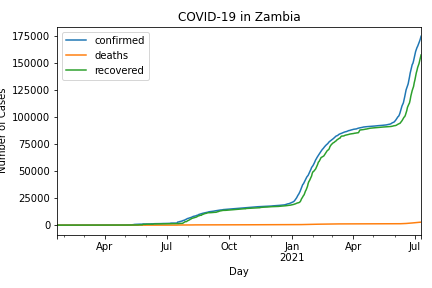 COVID-19 in Zambia
confirmed
deaths
recovered
175000
150000
125000
100000
75000
50000
25000
0
Number of Cases
Apr
Jul
Oct
Jan
2021
Apr
Jul
Day